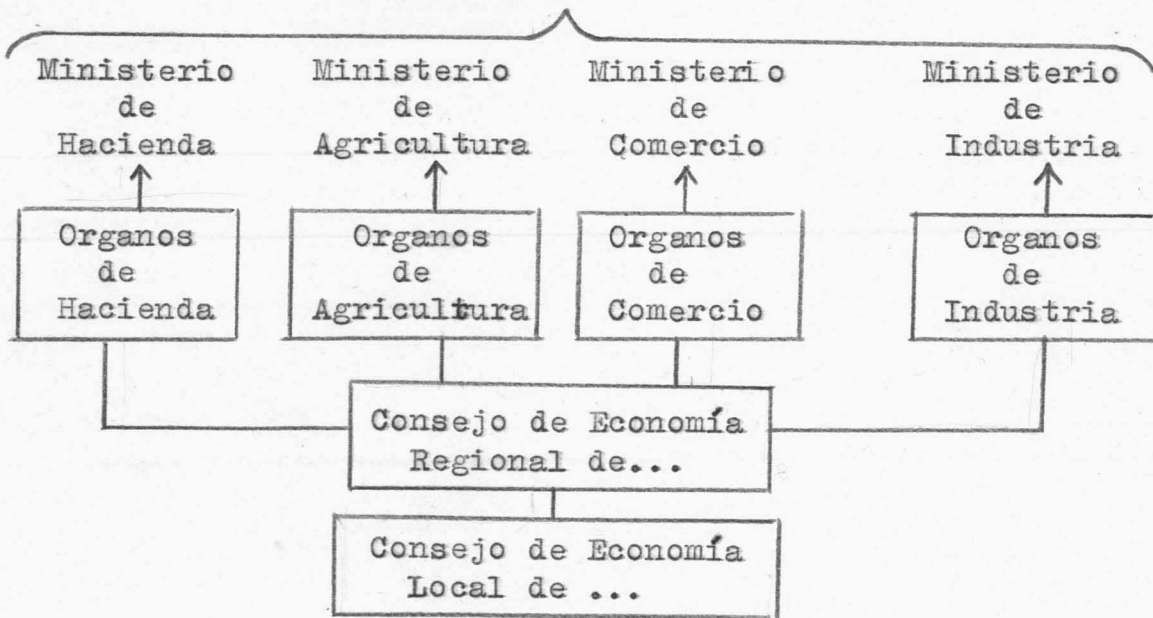 Ministerio
de
Hacienda
Ministerio
de
Agricultura
Ministerio
de
Comercio
Ministerio
de
Industria
Organos
de
Hacienda
Organos
de
Agricultura
Organos
de
Comercio
Organos
de
Industria
Consejo de Economía
Regional de...
Consejo de Economía
Local de ...